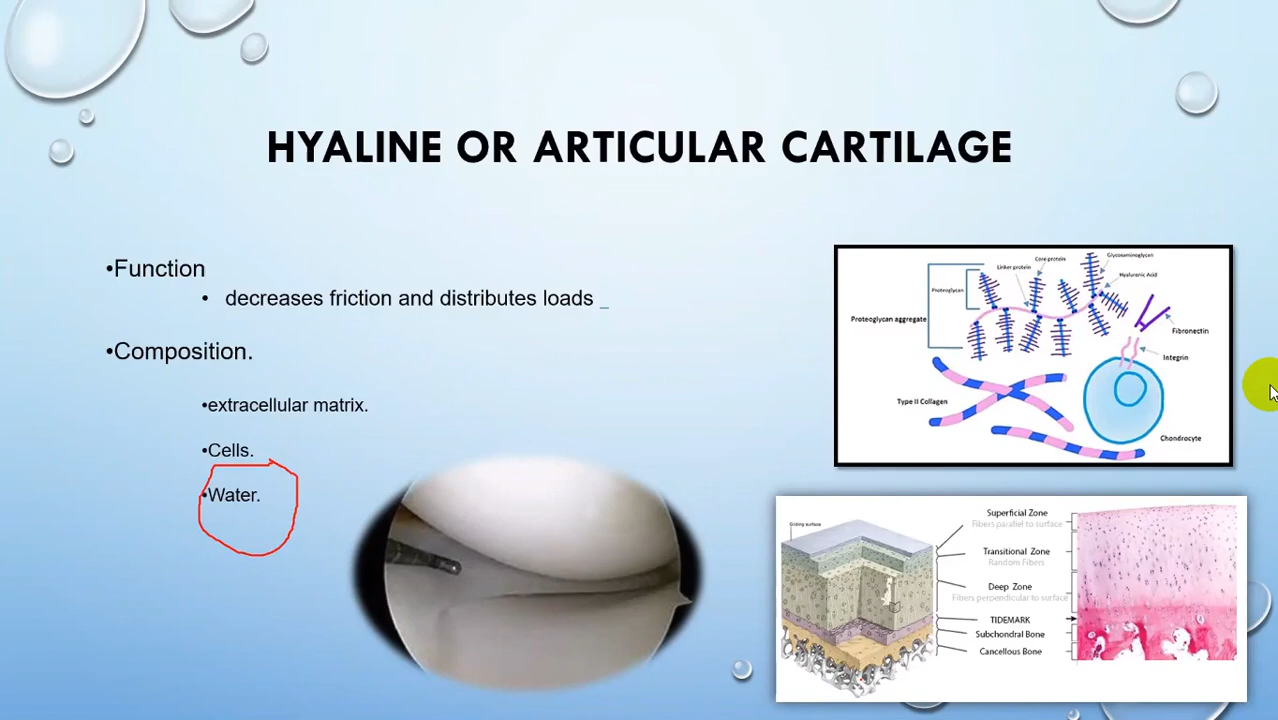 HYALINE OR ARTICULAR CARTILAGE
•Function
• decreases friction and distributes loads _
•Composition.
•extracellular matrix.
•Cells.
•Water.
Glycosaminoglycan
Core protein
Linker protein
Hyaluronic Acid
Proteoglycan
Proteoglycan aggregate
Fibronectin
Integrin
Type II Collagen
Chondrocyte
Gliding surface
Superficial Zone
Fibers parallel to surface
Transitional Zone
Random Fibers
Deep Zone
Fibers perpendicular to surface
TIDEMARK
Subchondral Bone
Cancellous Bone